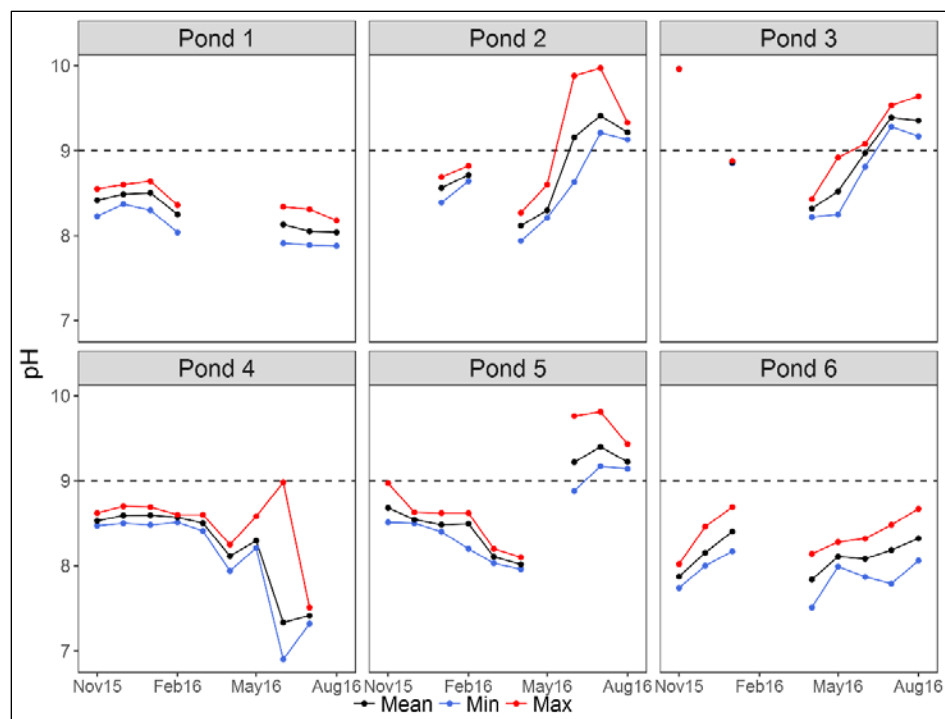 Pond 1 Pond 2 Pond 3
10
9
8
7
pH
Pond 4 Pond 5 Pond 6
10
9
8
7
Nov15 Feb16 May16 Aug16 Nov15 Feb16 May16 Aug16 Nov15 Feb16 May16 Aug16
Mean Min Max